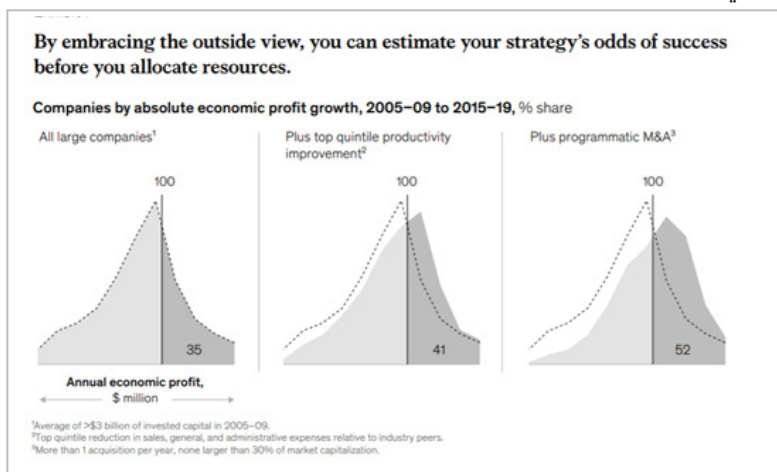 By embracing the outside view, you can estimate your strategy’s odds of success
before you allocate resources.
Companies by absolute economic profit growth, 2005–09 to 2015–19, % share
All large companies¹
Plus top quintile productivity
improvement²
Plus programmatic M&A³
100
100
100
35
41
52
Annual economic profit,
$ million
¹Average of >$3 billion of invested capital in 2005–09.
²Top quintile reduction in sales, general, and administrative expenses relative to industry peers.
³More than 1 acquisition per year, none larger than 30% of market capitalization.